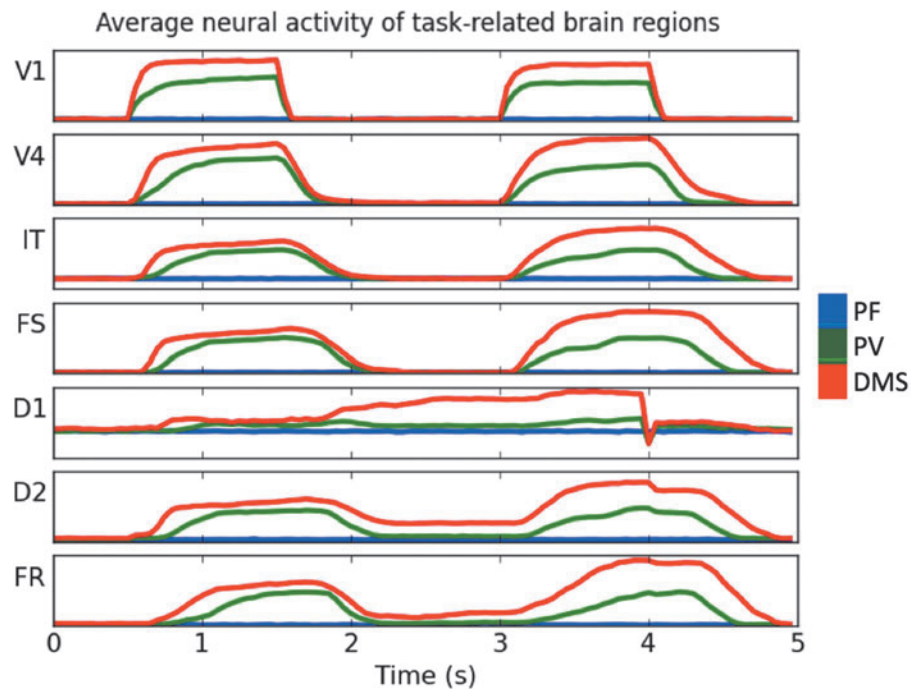 Average neural activity of task-related brain regions
V1
V4
IT
FS
D1
D2
FR
PF
PV
DMS
0 1 2 3 4 5
Time (s)